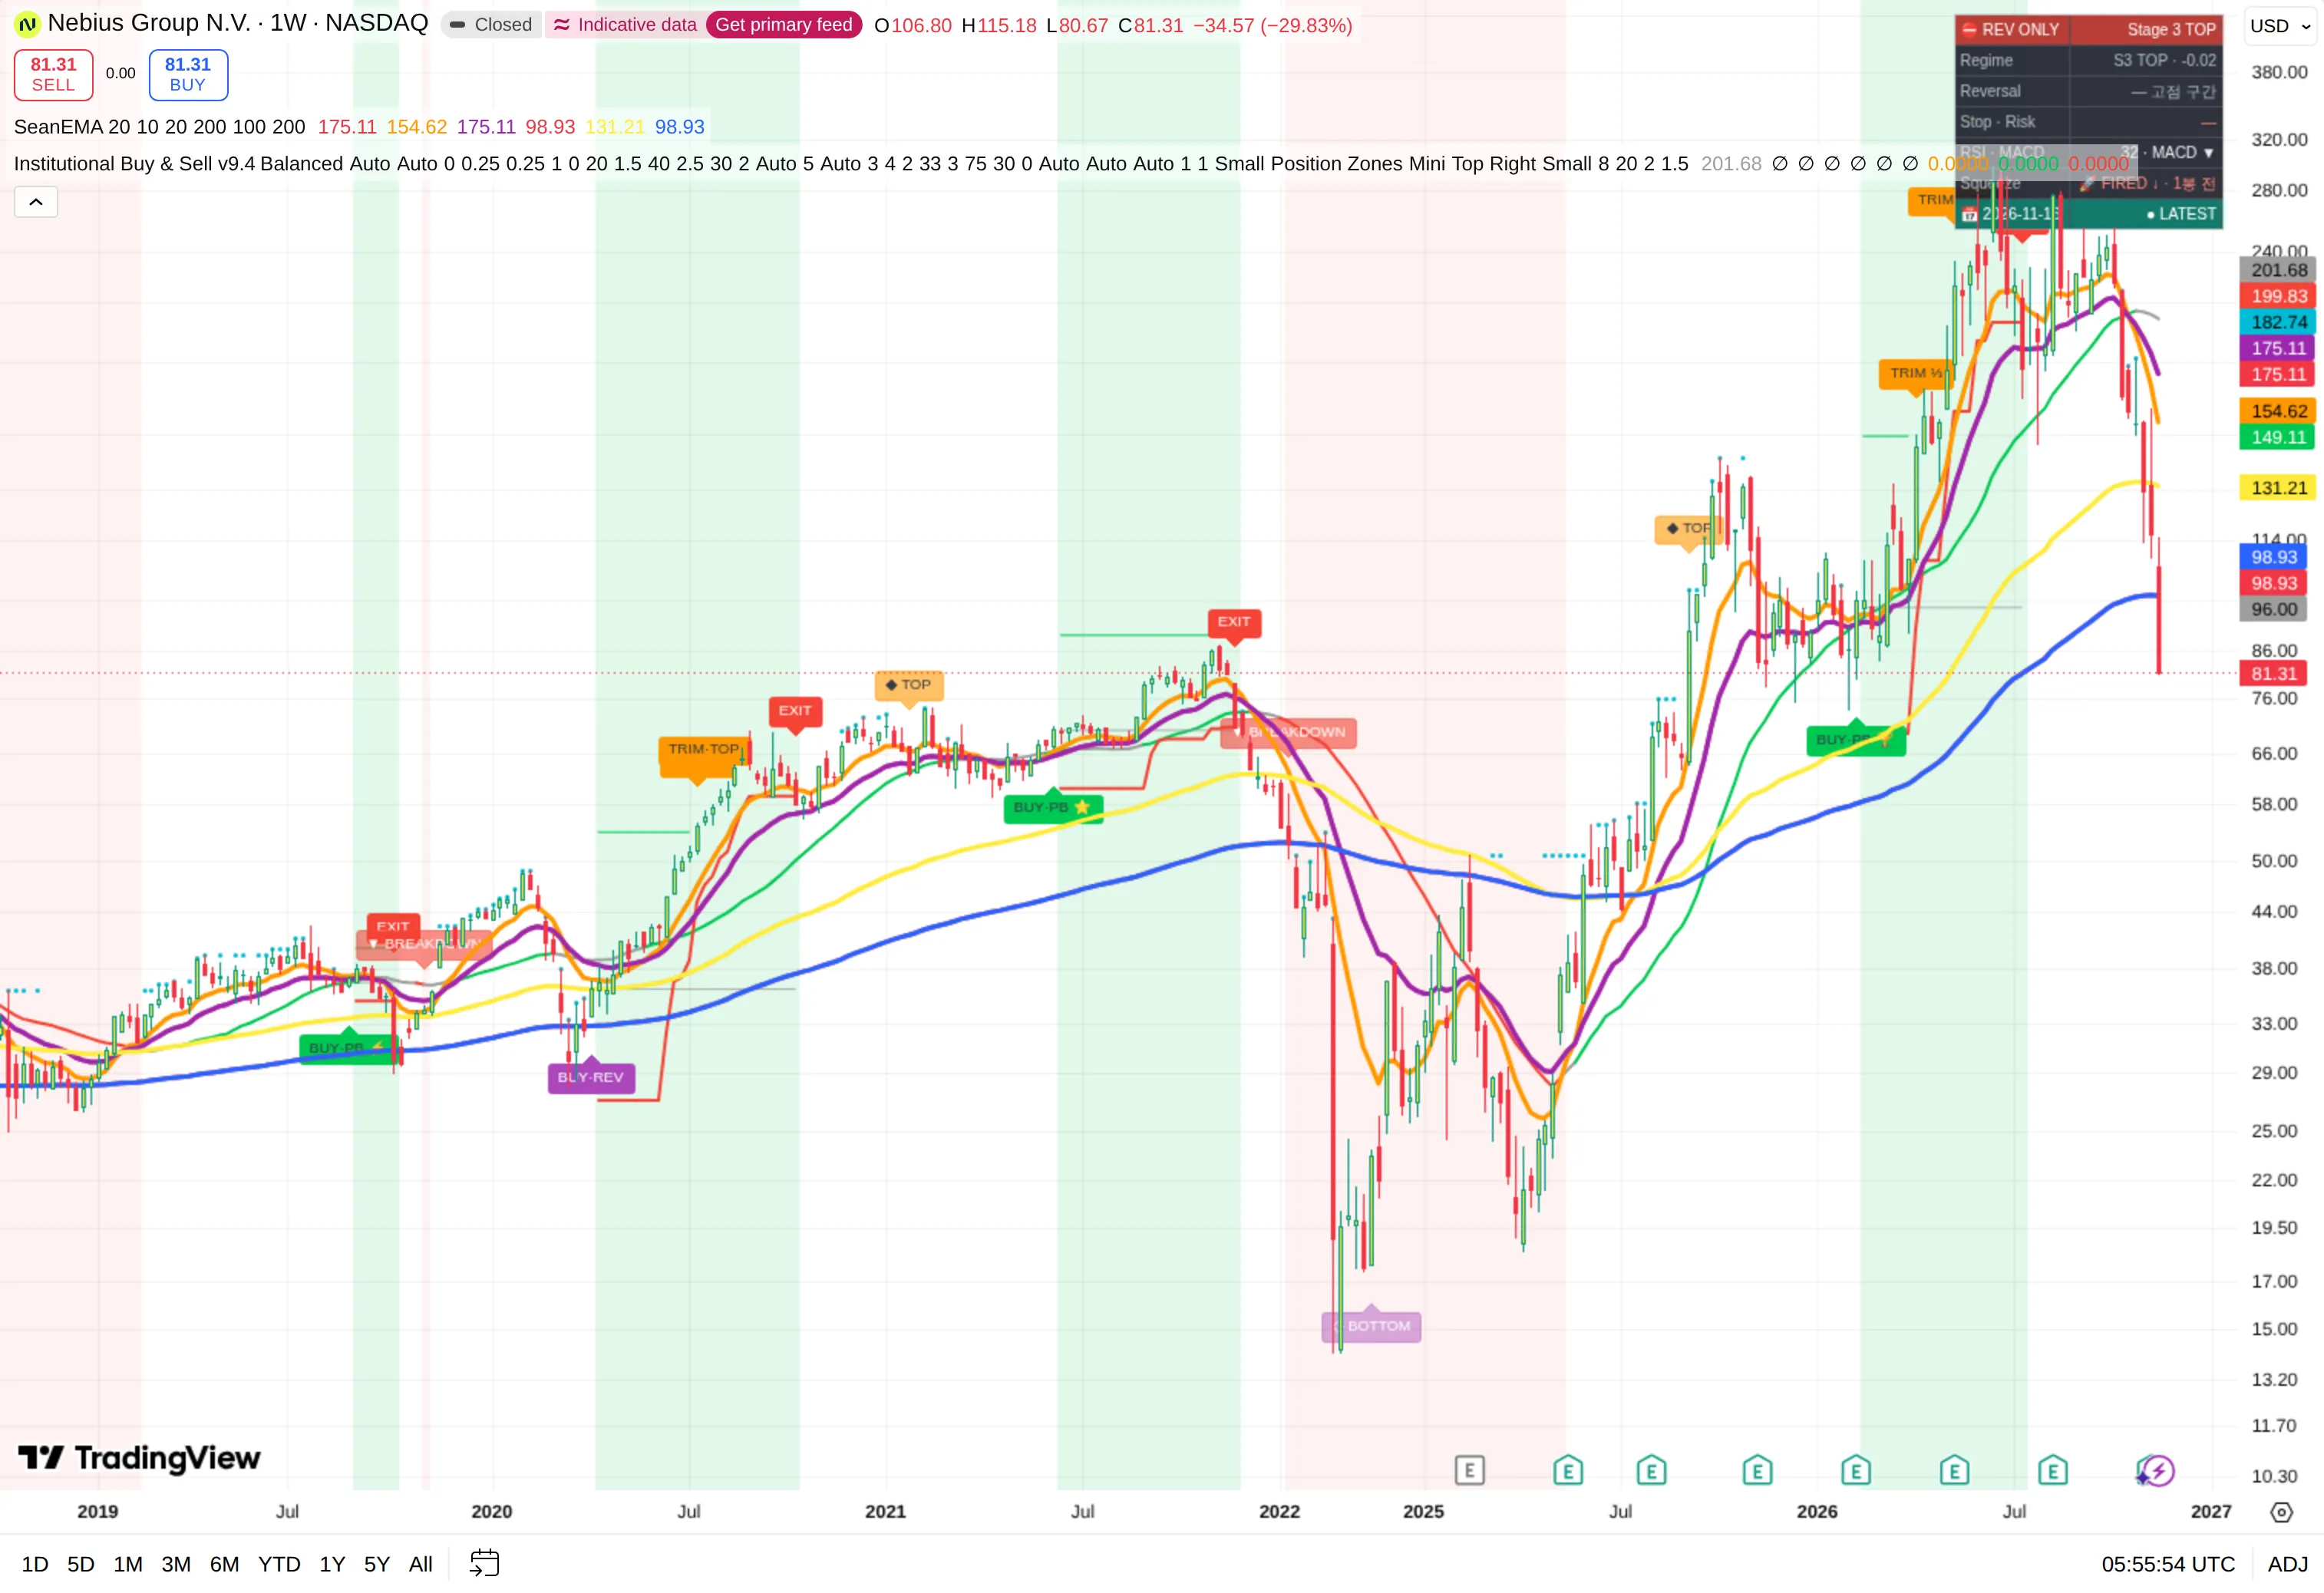 Nebius Group N.V. · 1W · NASDAQ Closed Indicative data Get primary feed O106.80 H115.18 L80.67 C81.31 −34.57 (−29.83%)
81.31 SELL 0.00 81.31 BUY
SeanEMA 20 10 20 200 100 200 175.11 154.62 175.11 98.93 131.21 98.93
Institutional Buy & Sell v9.4 Balanced Auto Auto 0 0.25 0.25 1 0 20 1.5 40 2.5 30 2 Auto 5 Auto 3 4 2 33 3 75 30 0 Auto Auto Auto 1 1 Small Position Zones Mini Top Right Small 8 20 2 1.5 201.68 ∅ ∅ ∅ ∅ ∅ ∅ 0.0000 0.0000 0.0000
⛔ REV ONLY Stage 3 TOP
Regime S3 TOP · -0.02
Reversal — 고점 구간
Stop · Risk —
RSI · MACD 32 · MACD ▼
Squeeze 🚀 FIRED ↓ · 1봉 전
● LATEST
USD
380.00
320.00
280.00
240.00
201.68
199.83
182.74
175.11
175.11
154.62
149.11
131.21
114.00
98.93
98.93
96.00
86.00
81.31
76.00
66.00
58.00
50.00
44.00
38.00
33.00
29.00
25.00
22.00
19.50
17.00
15.00
13.20
11.70
10.30
TRIM
TRIM ½
◆ TOP
EXIT
◆ TOP
EXIT
TRIM·TOP
▼ BREAKDOWN
BUY·PB
BUY·PB ⭐
EXIT
▼ BREAKDOWN
BUY·PB
BUY·REV
BOTTOM
TradingView
E E E E E E E
2019 Jul 2020 Jul 2021 Jul 2022 2025 Jul 2026 Jul 2027
1D 5D 1M 3M 6M YTD 1Y 5Y All 05:55:54 UTC ADJ